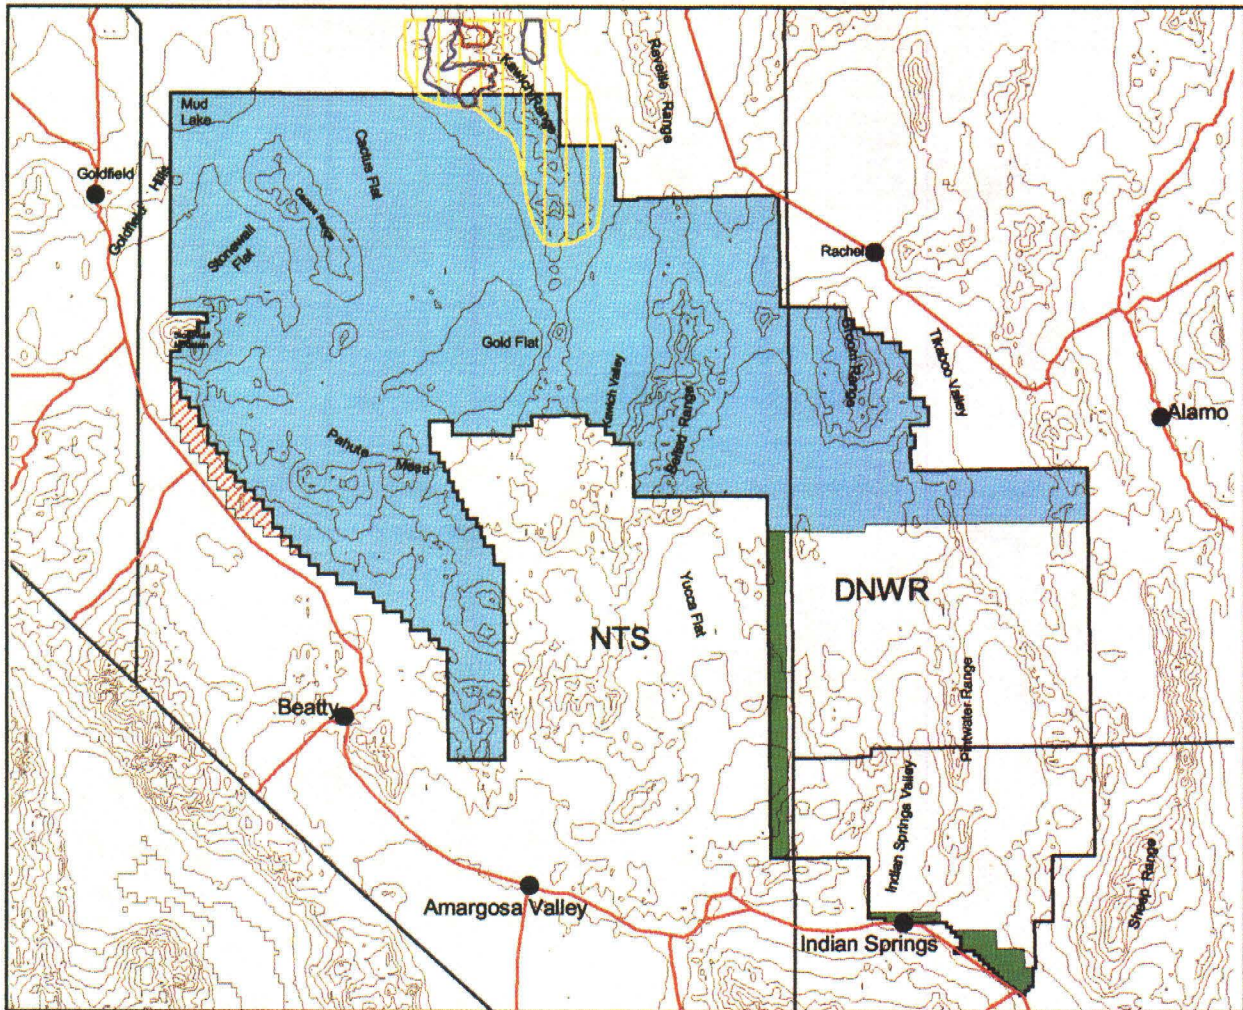 Mud
Lake
Kawich Range
Reveille Range
Cactus Flat
Goldfield
Goldfield Hills
Cactus Range
Stonewall
Flat
Rachel
Gold Flat
Kawich Valley
Belted Range
Groom Range
Tikaboo Valley
Alamo
Pahute Mesa
Yucca Flat
DNWR
NTS
Beatty
Pintwater Range
Indian Springs Valley
Sheep Range
Amargosa Valley
Indian Springs